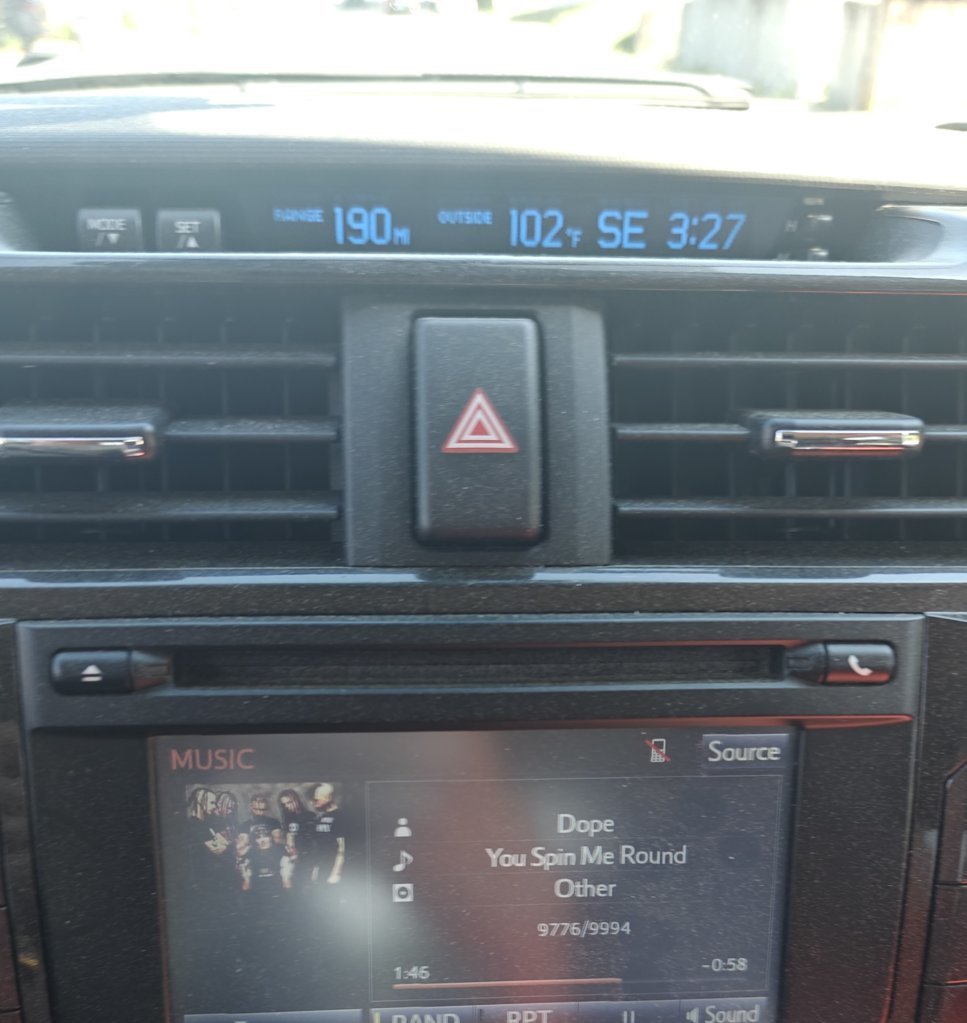 MODE
/▼
SET
/▲
RANGE 190MI OUTSIDE 102°F SE 3:27
H
MUSIC
Source
Dope
You Spin Me Round
Other
9776/9994
1:46
-0:58
BAND
RPT
Sound